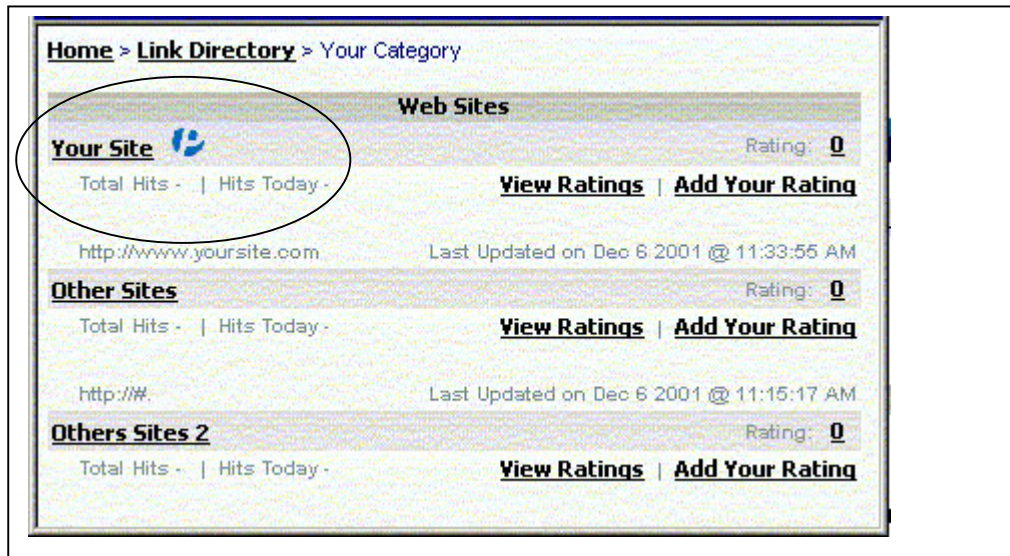 Home > Link Directory > Your Category
Web Sites
Your Site Rating: 0
Total Hits - | Hits Today - View Ratings | Add Your Rating
http://www.yoursite.com Last Updated on Dec 6 2001 @ 11:33:55 AM
Other Sites Rating: 0
Total Hits - | Hits Today - View Ratings | Add Your Rating
http://#. Last Updated on Dec 6 2001 @ 11:15:17 AM
Others Sites 2 Rating: 0
Total Hits - | Hits Today - View Ratings | Add Your Rating